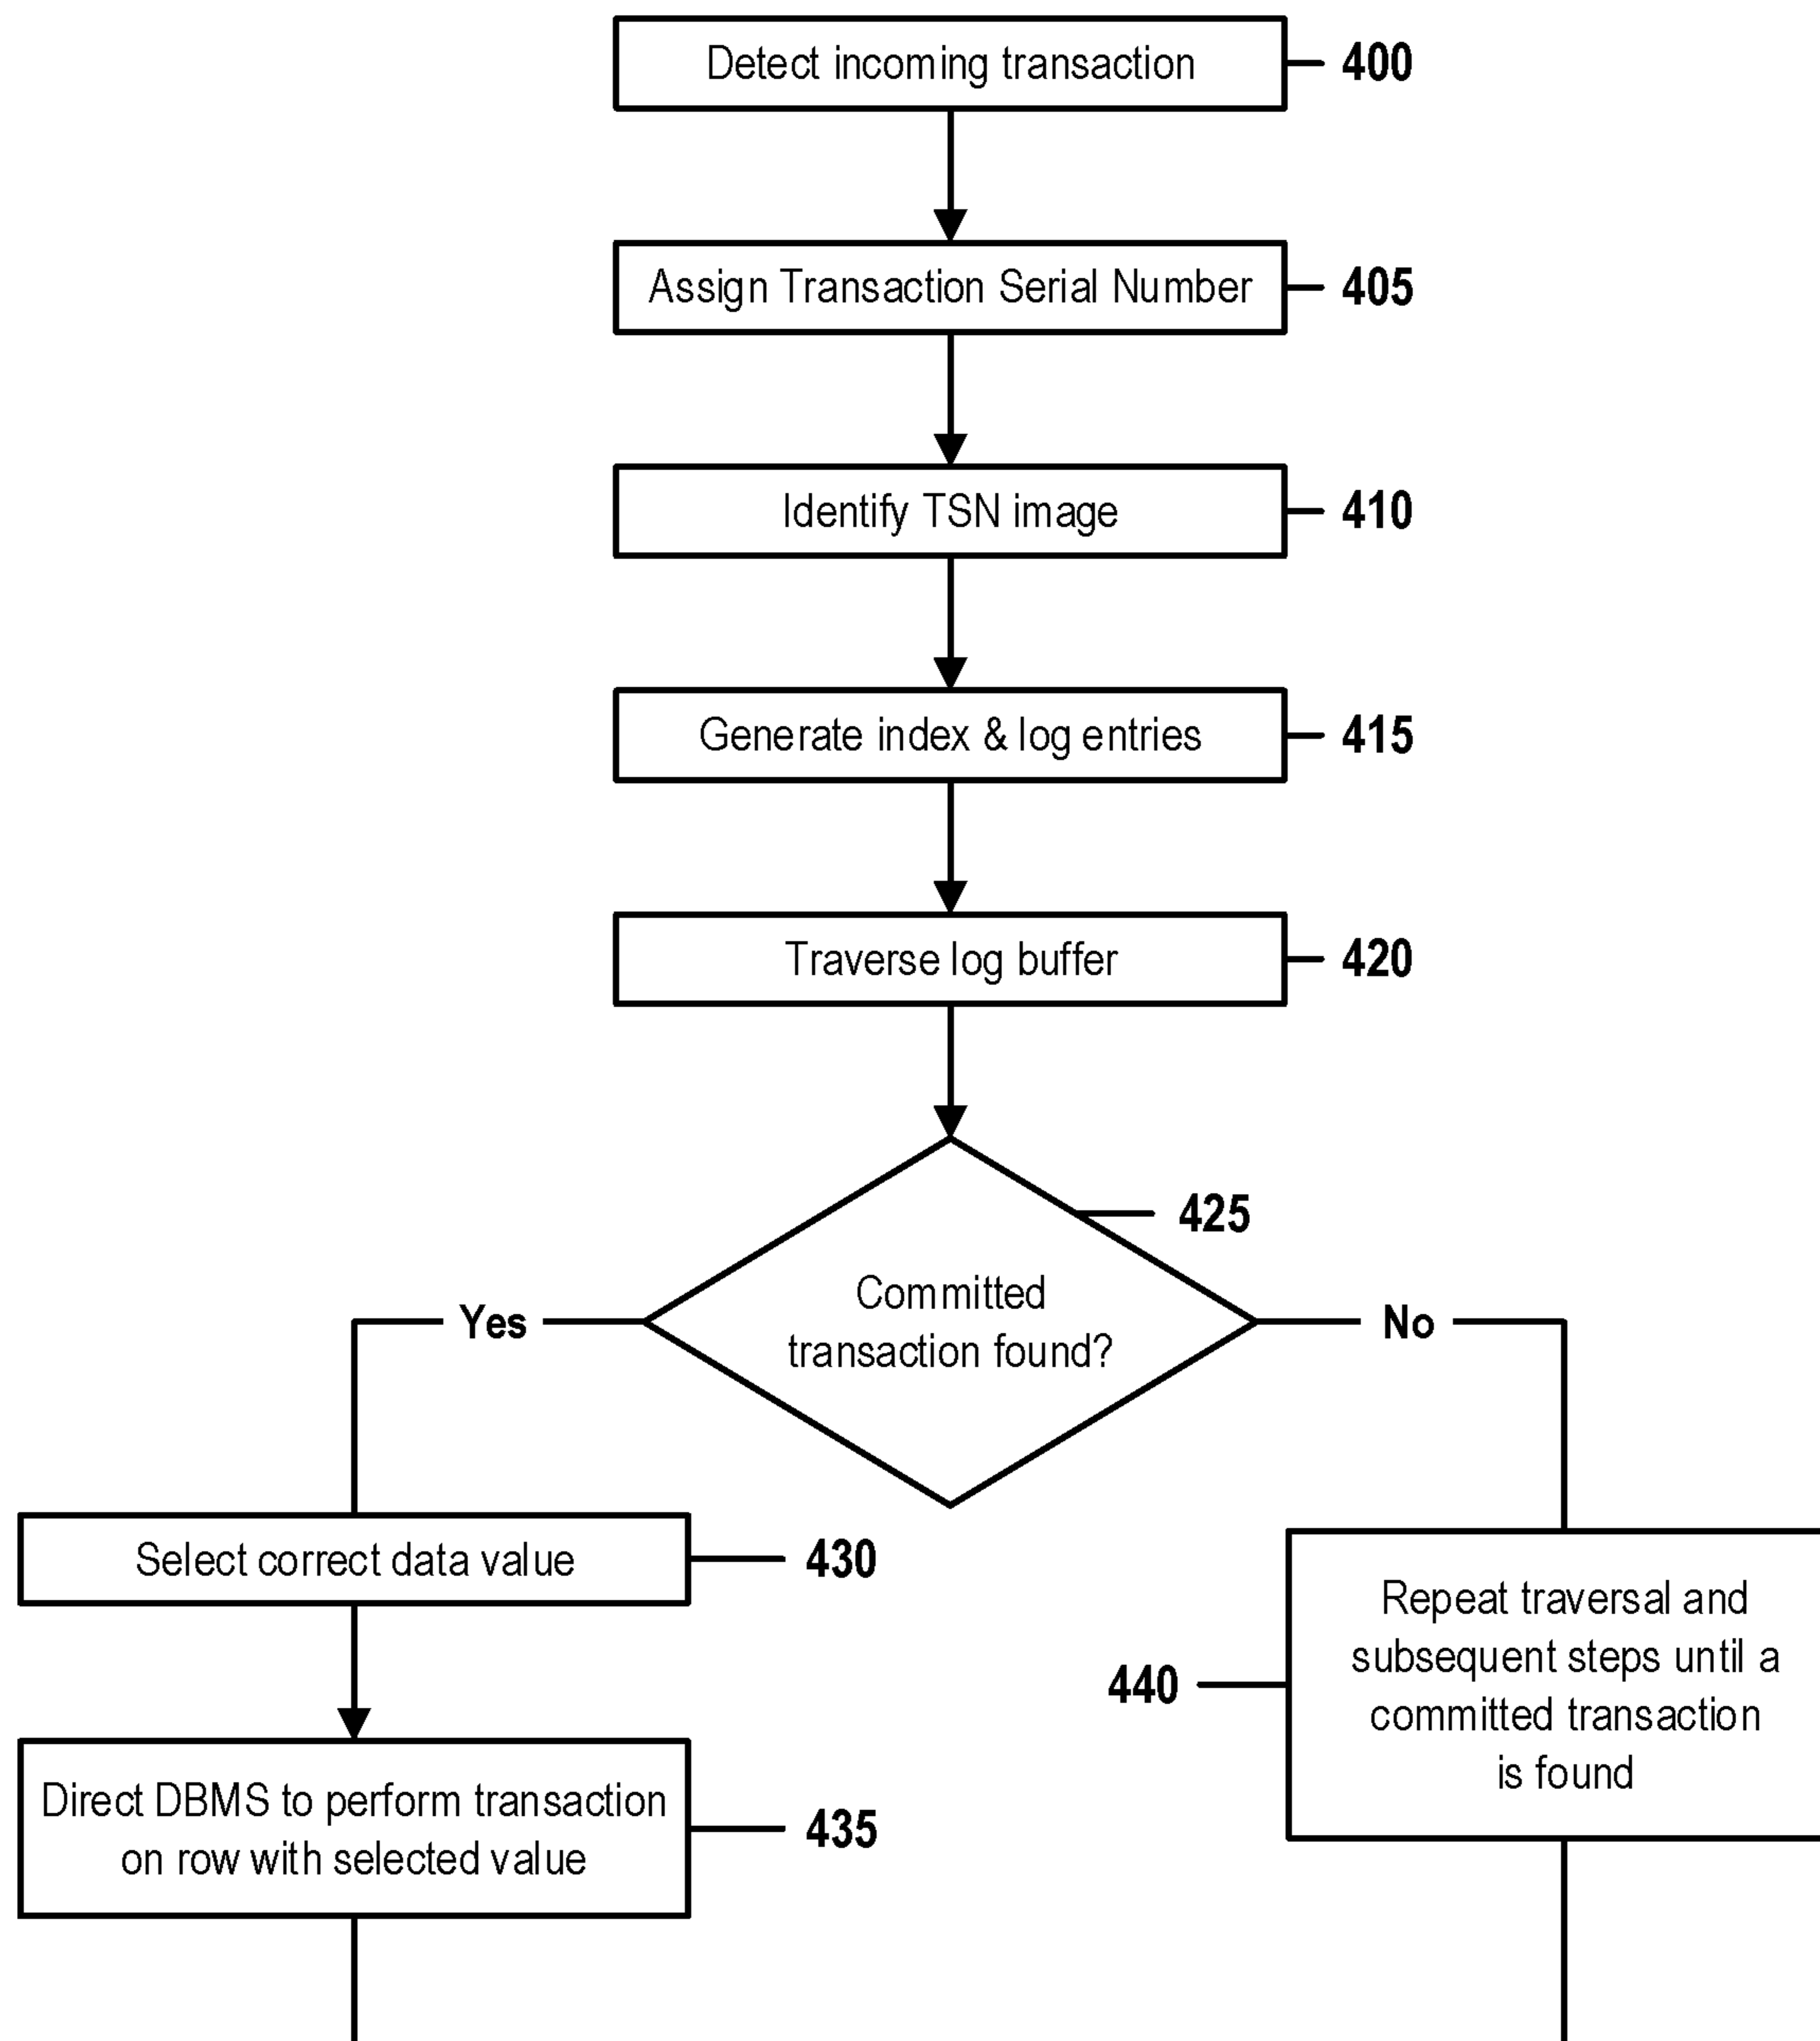 Detect incoming transaction
400
Assign Transaction Serial Number
405
Identify TSN image
410
Generate index & log entries
415
Traverse log buffer
420
425
Committed
transaction found?
Yes
No
Select correct data value
430
Direct DBMS to perform transaction
on row with selected value
435
440
Repeat traversal and
subsequent steps until a
committed transaction
is found